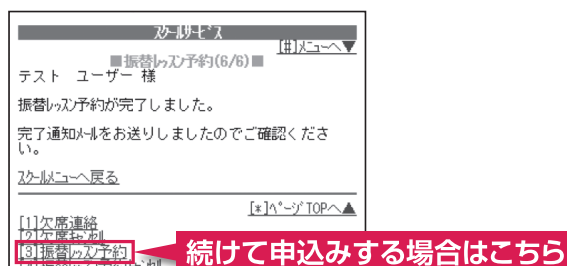 ｽｸｰﾙｻｰﾋﾞｽ
[#]ﾒﾆｭｰへ▼
■振替ﾚｯｽﾝ予約(6/6)■
テスト ユーザー 様
振替ﾚｯｽﾝ予約が完了しました。
完了通知ﾒｰﾙをお送りしましたのでご確認くださ
い。
ｽｸｰﾙﾒﾆｭｰへ戻る
[*]ﾍﾟｰｼﾞTOPへ▲
[1]欠席連絡
[2]欠席ｷｬﾝｾﾙ
[3]振替ﾚｯｽﾝ予約
続けて申込みする場合はこちら